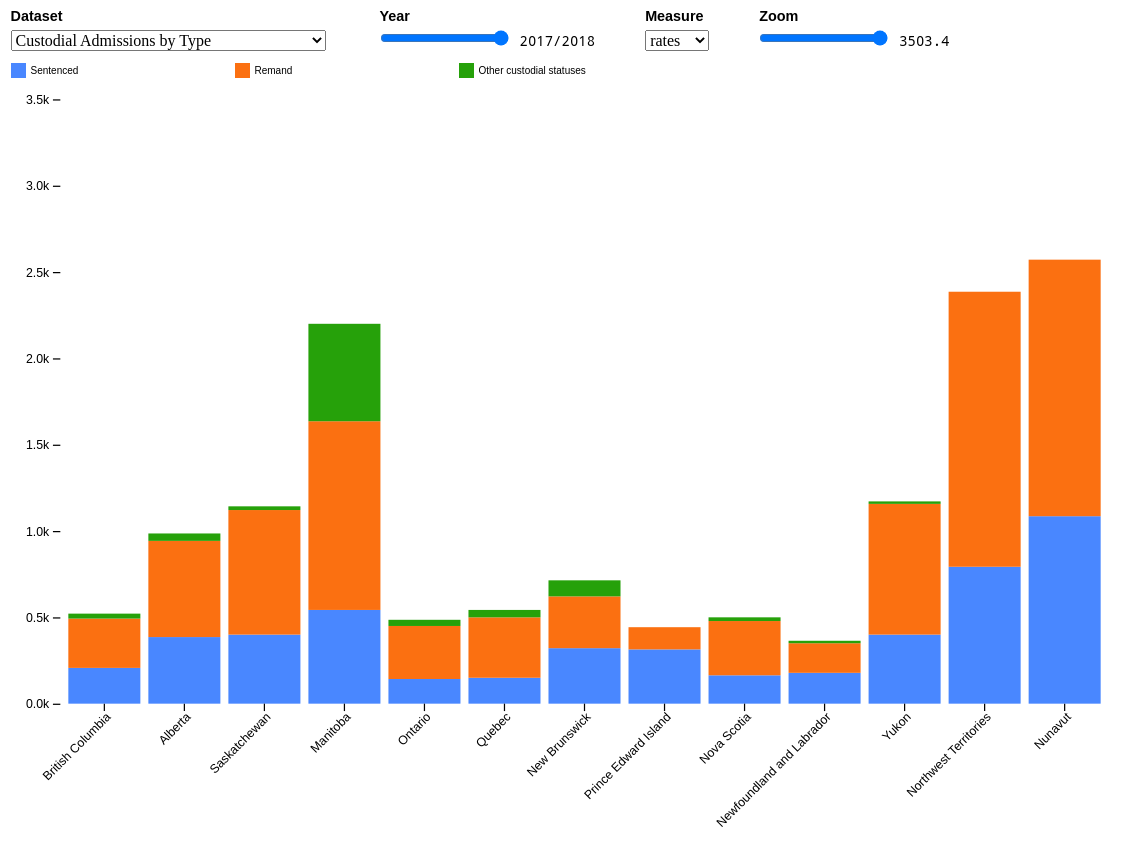 Dataset Year Measure Zoom
Custodial Admissions by Type 2017/2018 rates 3503.4
Sentenced Remand Other custodial statuses
3.5k
3.0k
2.5k
2.0k
1.5k
1.0k
0.5k
0.0k
British Columbia
Alberta
Saskatchewan
Manitoba
Ontario
Quebec
New Brunswick
Prince Edward Island
Nova Scotia
Newfoundland and Labrador
Yukon
Northwest Territories
Nunavut